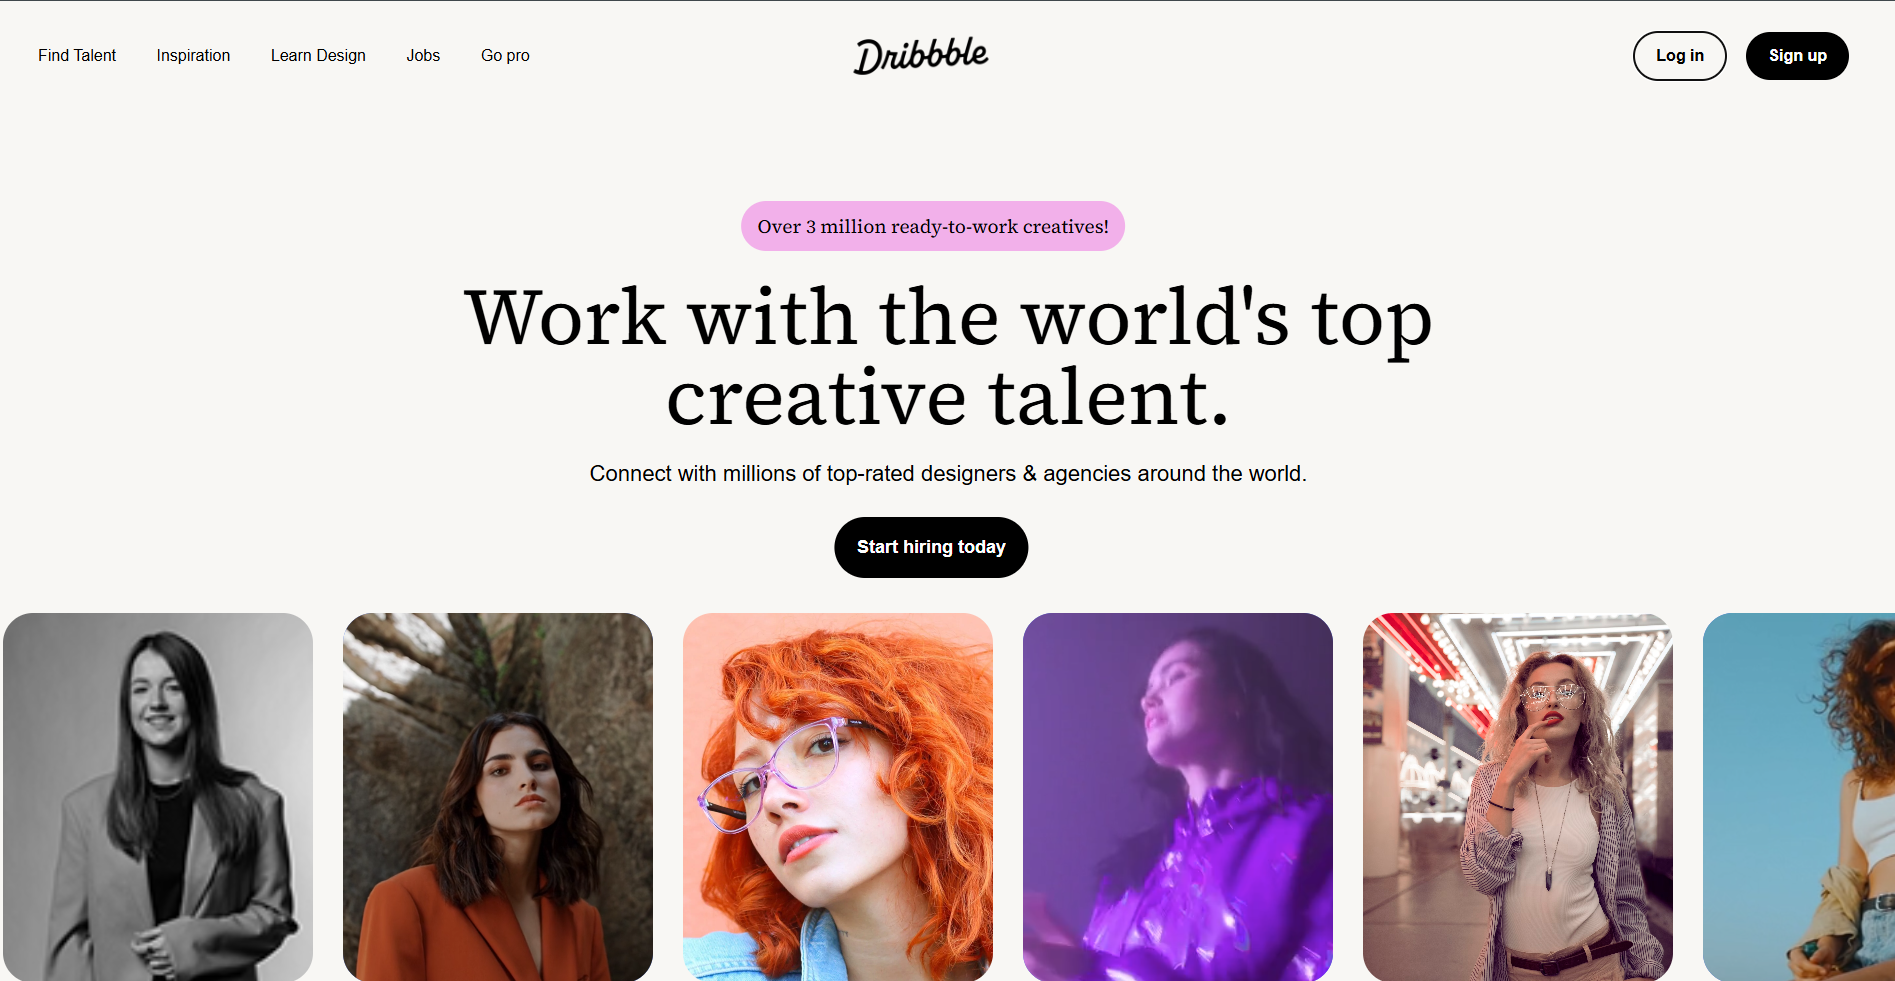 Find Talent
Inspiration
Learn Design
Jobs
Go pro
Dribbble
Log in
Sign up
Over 3 million ready-to-work creatives!
Work with the world's top
creative talent.
Connect with millions of top-rated designers & agencies around the world.
Start hiring today